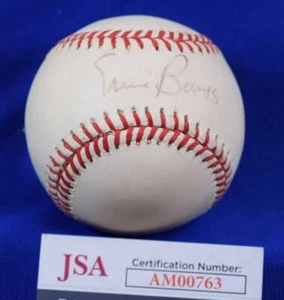 Ernie Banks
JSA
Certification Number:
AM00763